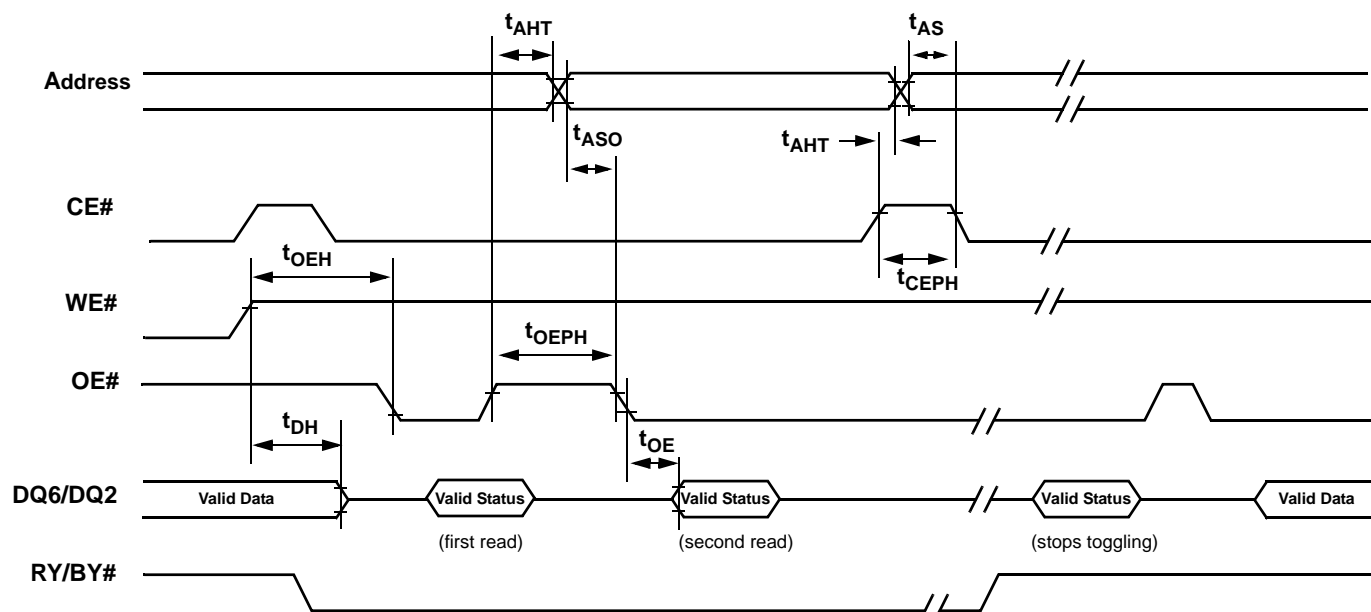 tAHT
tAS
Address
tASO
tAHT
CE#
tOEH
tCEPH
WE#
tOEPH
OE#
tDH
tOE
DQ6/DQ2
Valid Data
Valid Status
Valid Status
Valid Status
Valid Data
(first read)
(second read)
(stops toggling)
RY/BY#